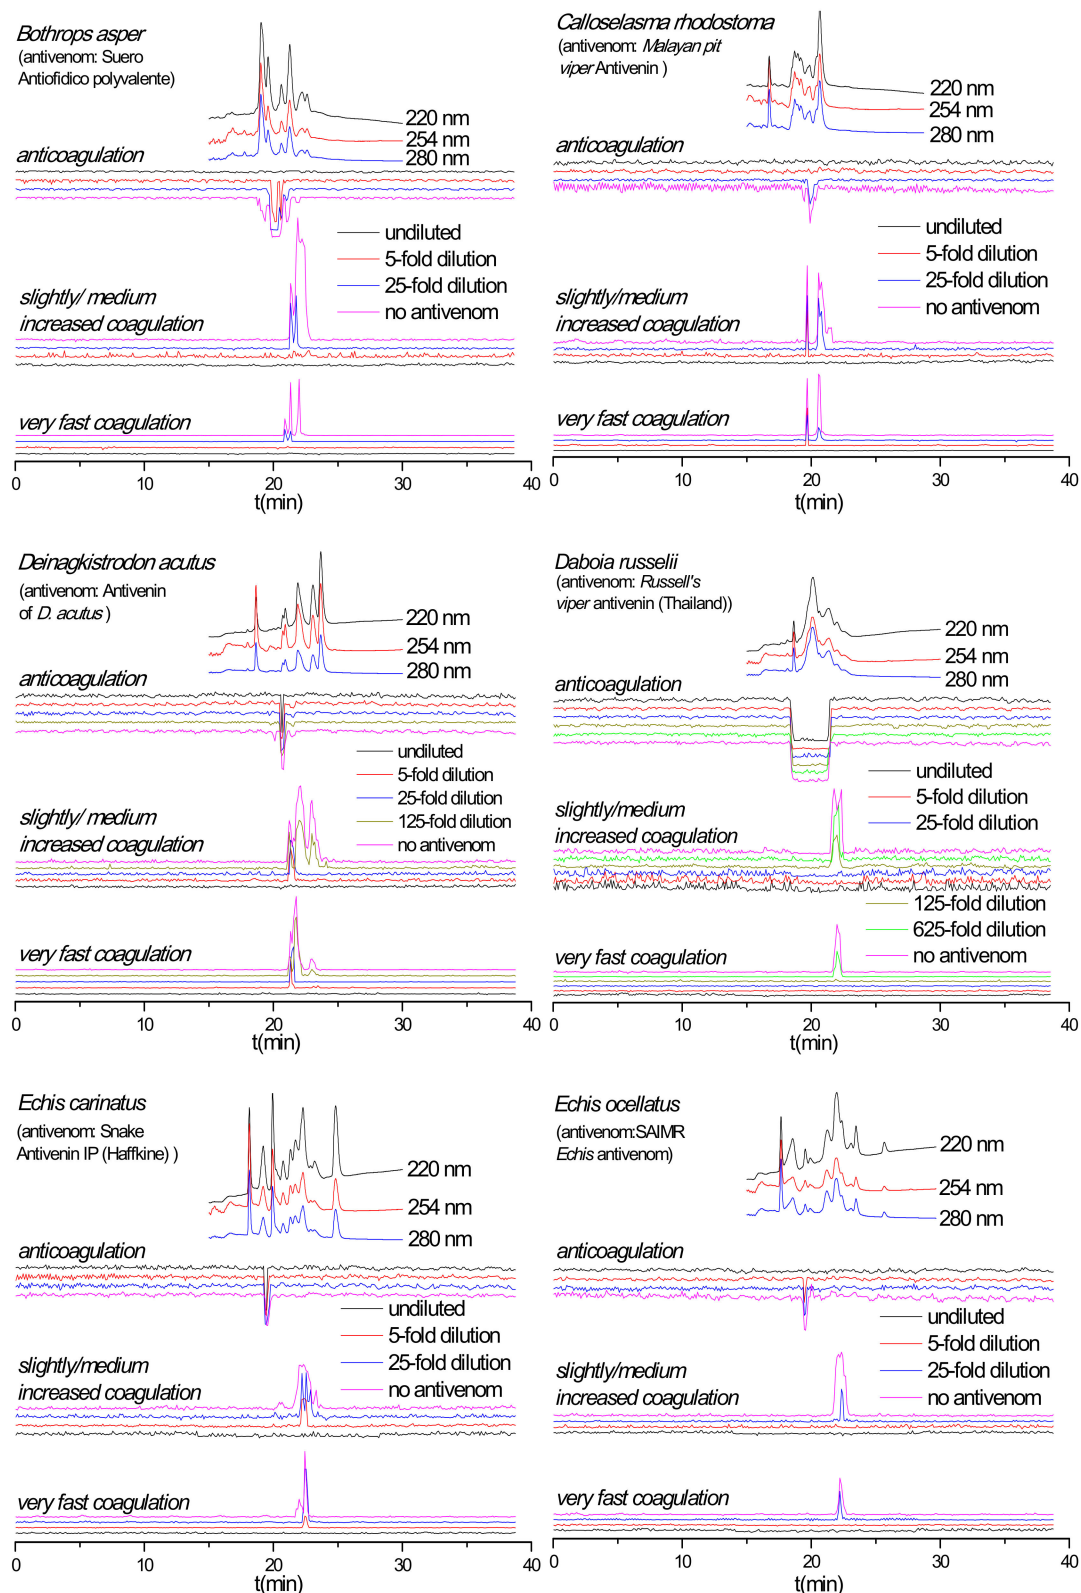 Bothrops asper
(antivenom: Suero
Antiofidico polyvalente)
220 nm
254 nm
280 nm
anticoagulation
undiluted
5-fold dilution
25-fold dilution
no antivenom
slightly/ medium
increased coagulation
very fast coagulation
0
10
20
30
40
t(min)
Calloselasma rhodostoma
(antivenom: Malayan pit
viper Antivenin )
220 nm
254 nm
280 nm
anticoagulation
undiluted
5-fold dilution
25-fold dilution
no antivenom
slightly/medium
increased coagulation
very fast coagulation
0
10
20
30
40
t(min)
Deinagkistrodon acutus
(antivenom: Antivenin
of D. acutus )
220 nm
254 nm
280 nm
anticoagulation
undiluted
5-fold dilution
25-fold dilution
125-fold dilution
no antivenom
slightly/ medium
increased coagulation
very fast coagulation
0
10
20
30
40
t(min)
Daboia russelii
(antivenom: Russell's
viper antivenin (Thailand))
220 nm
254 nm
280 nm
anticoagulation
undiluted
5-fold dilution
25-fold dilution
slightly/medium
increased coagulation
125-fold dilution
625-fold dilution
no antivenom
very fast coagulation
0
10
20
30
40
t(min)
Echis carinatus
(antivenom: Snake
Antivenin IP (Haffkine) )
220 nm
254 nm
280 nm
anticoagulation
undiluted
5-fold dilution
25-fold dilution
no antivenom
slightly/medium
increased coagulation
very fast coagulation
0
10
20
30
40
t(min)
Echis ocellatus
(antivenom:SAIMR
Echis antivenom)
220 nm
254 nm
280 nm
anticoagulation
undiluted
5-fold dilution
25-fold dilution
no antivenom
slightly/medium
increased coagulation
very fast coagulation
0
10
20
30
40
t(min)